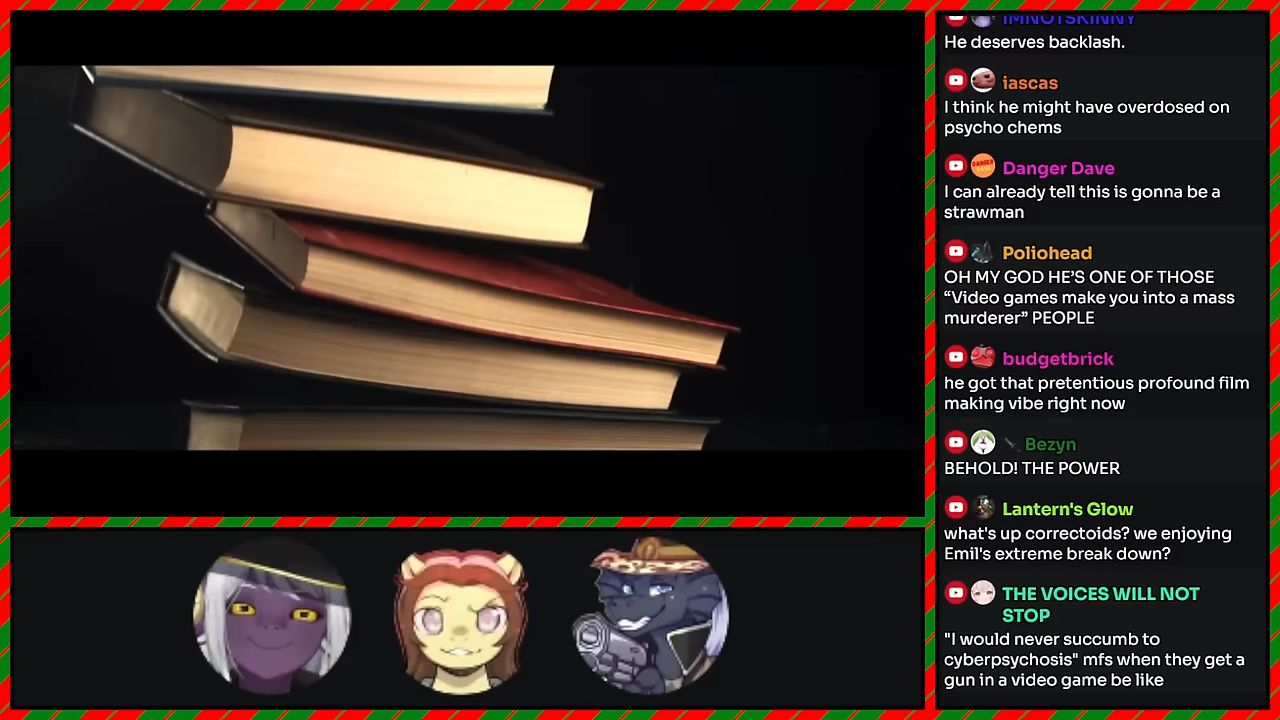 IMNOTSKINNY
He deserves backlash.
iascas
I think he might have overdosed on
psycho chems
Danger Dave
I can already tell this is gonna be a
strawman
Poliohead
OH MY GOD HE’S ONE OF THOSE
“Video games make you into a mass
murderer” PEOPLE
budgetbrick
he got that pretentious profound film
making vibe right now
Bezyn
BEHOLD! THE POWER
Lantern's Glow
what's up correctoids? we enjoying
Emil's extreme break down?
THE VOICES WILL NOT
STOP
"I would never succumb to
cyberpsychosis" mfs when they get a
gun in a video game be like